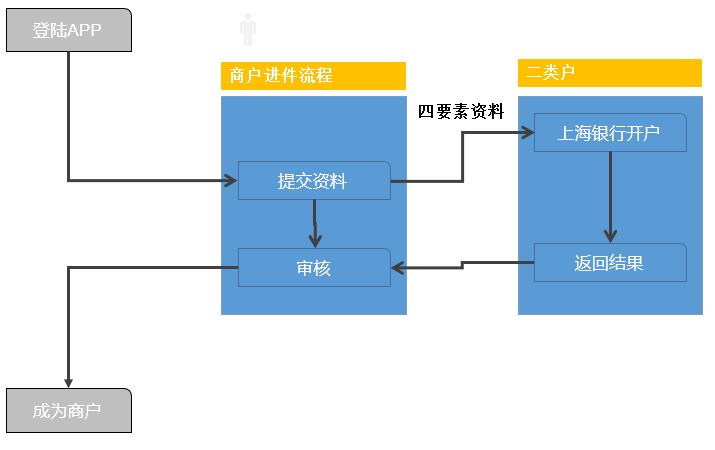 登陆APP
商户进件流程
二类户
四要素资料
上海银行开户
提交资料
审核
返回结果
成为商户